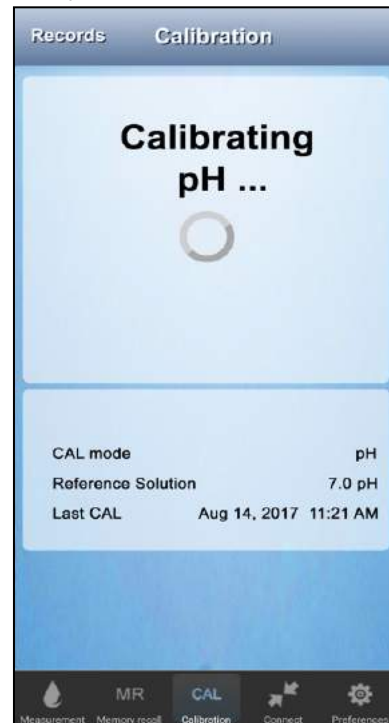 Records Calibration
Calibrating
pH ...
CAL mode pH
Reference Solution 7.0 pH
Last CAL Aug 14, 2017 11:21 AM
MR CAL
Measurement Memory recall Calibration Connect Preferences